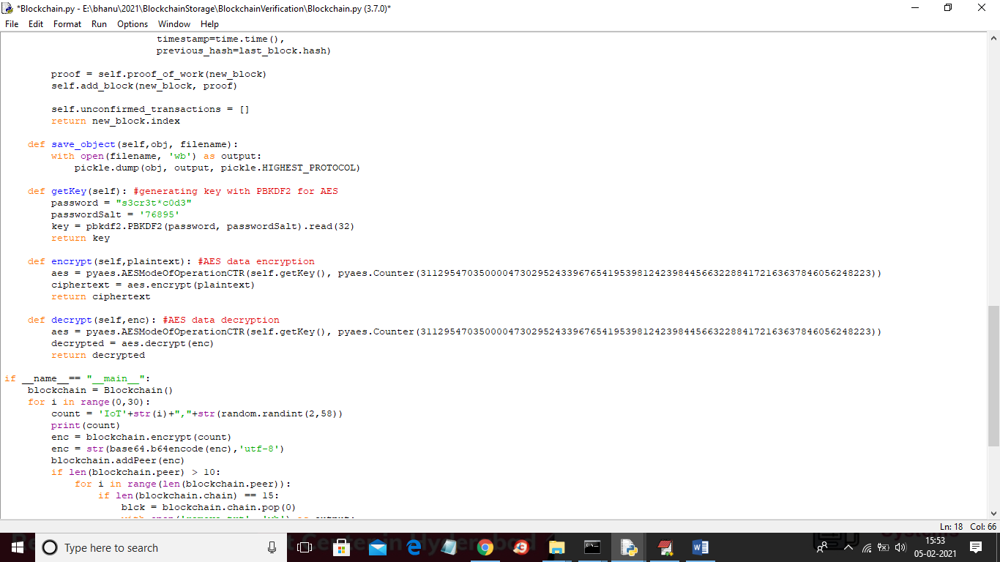 *Blockchain.py - E:\bhanu\2021\BlockchainStorage\BlockchainVerification\Blockchain.py (3.7.0)*
File Edit Format Run Options Window Help
timestamp=time.time(),
previous_hash=last_block.hash)
proof = self.proof_of_work(new_block)
self.add_block(new_block, proof)
self.unconfirmed_transactions = []
return new_block.index
def save_object(self,obj, filename):
with open(filename, 'wb') as output:
pickle.dump(obj, output, pickle.HIGHEST_PROTOCOL)
def getKey(self): #generating key with PBKDF2 for AES
password = "s3cr3t*c0d3"
passwordSalt = '76895'
key = pbkdf2.PBKDF2(password, passwordSalt).read(32)
return key
def encrypt(self,plaintext): #AES data encryption
aes = pyaes.AESModeOfOperationCTR(self.getKey(), pyaes.Counter(31129547035000047302952433967654195398124239844566322884172163637846056248223))
ciphertext = aes.encrypt(plaintext)
return ciphertext
def decrypt(self,enc): #AES data decryption
aes = pyaes.AESModeOfOperationCTR(self.getKey(), pyaes.Counter(31129547035000047302952433967654195398124239844566322884172163637846056248223))
decrypted = aes.decrypt(enc)
return decrypted
if __name__== "__main__":
blockchain = Blockchain()
for i in range(0,30):
count = 'IoT'+str(i)+","+str(random.randint(2,58))
print(count)
enc = blockchain.encrypt(count)
enc = str(base64.b64encode(enc),'utf-8')
blockchain.addPeer(enc)
if len(blockchain.peer) > 10:
for i in range(len(blockchain.peer)):
if len(blockchain.chain) == 15:
blck = blockchain.chain.pop(0)
Ln: 18 Col: 66
Type here to search
15:53
05-02-2021